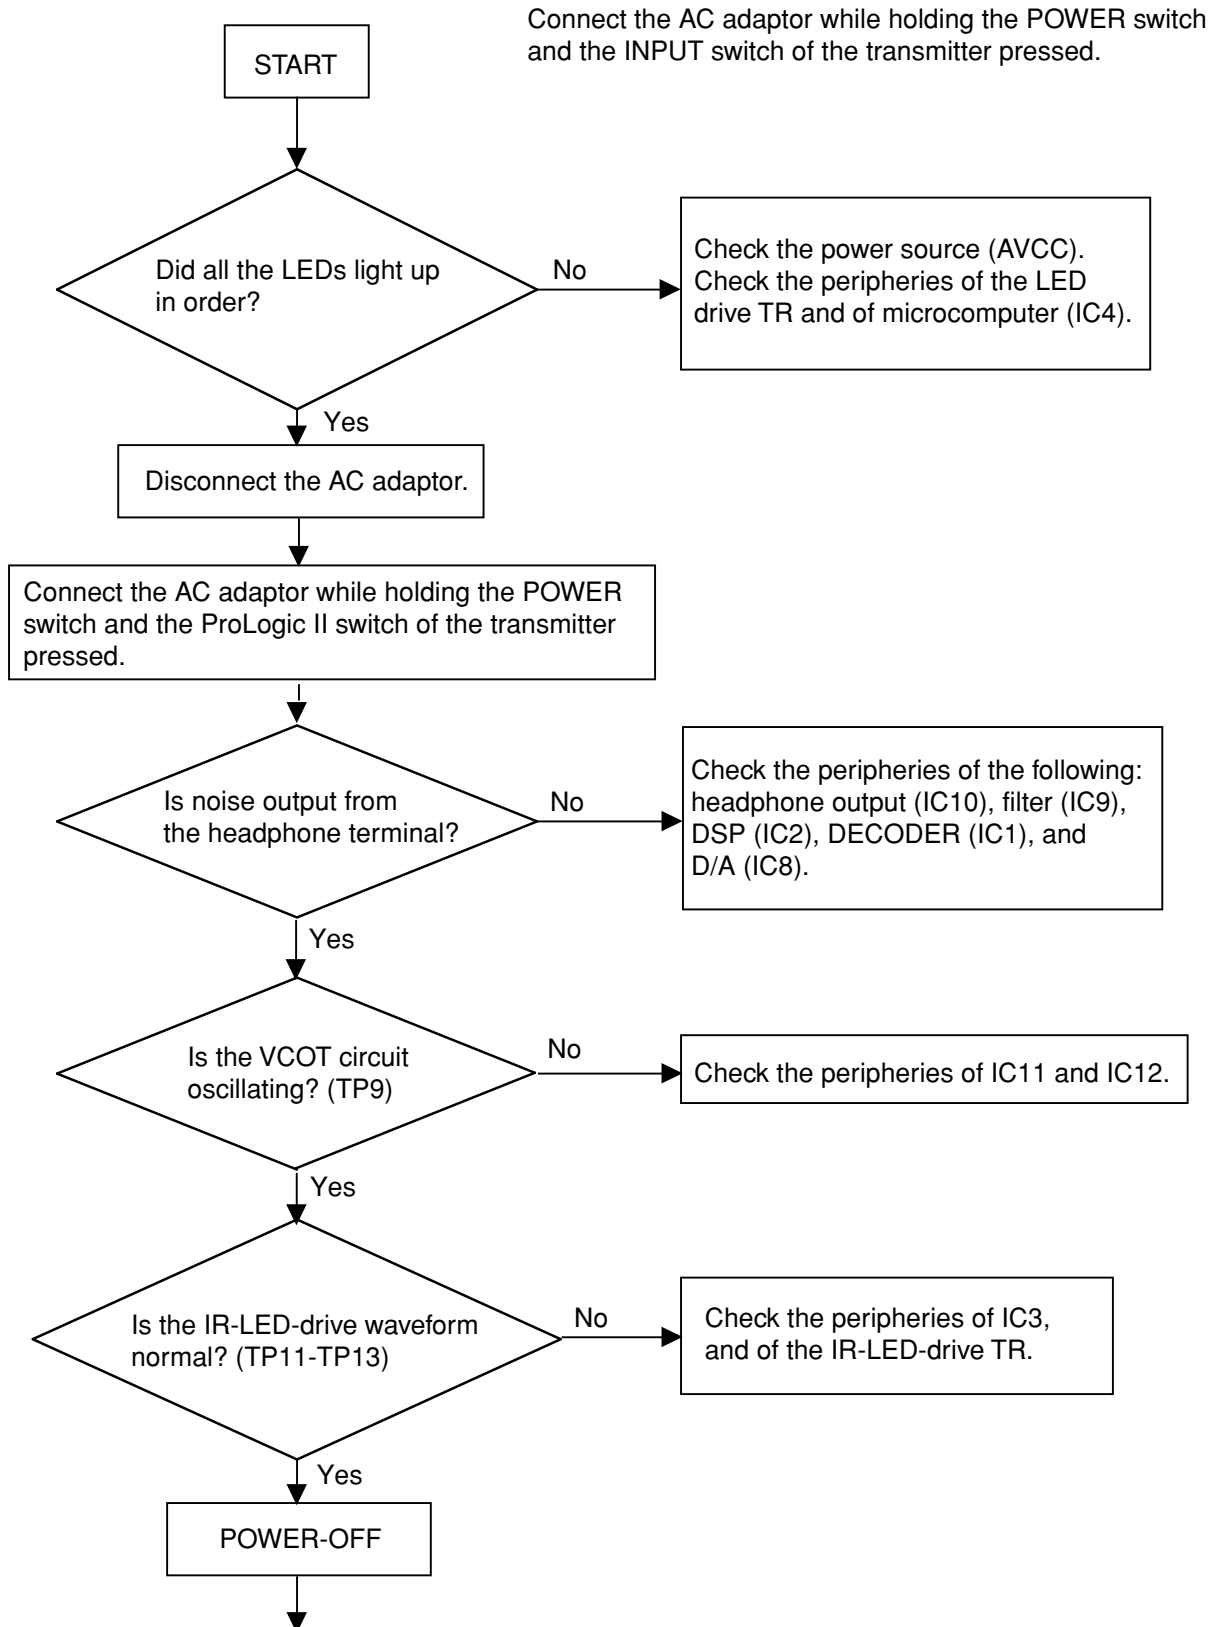 Connect the AC adaptor while holding the POWER switch
and the INPUT switch of the transmitter pressed.
START
Did all the LEDs light up
in order?
No
Check the power source (AVCC).
Check the peripheries of the LED
drive TR and of microcomputer (IC4).
Yes
Disconnect the AC adaptor.
Connect the AC adaptor while holding the POWER
switch and the ProLogic II switch of the transmitter
pressed.
Is noise output from
the headphone terminal?
No
Check the peripheries of the following:
headphone output (IC10), filter (IC9),
DSP (IC2), DECODER (IC1), and
D/A (IC8).
Yes
Is the VCOT circuit
oscillating? (TP9)
No
Check the peripheries of IC11 and IC12.
Yes
Is the IR-LED-drive waveform
normal? (TP11-TP13)
No
Check the peripheries of IC3,
and of the IR-LED-drive TR.
Yes
POWER-OFF